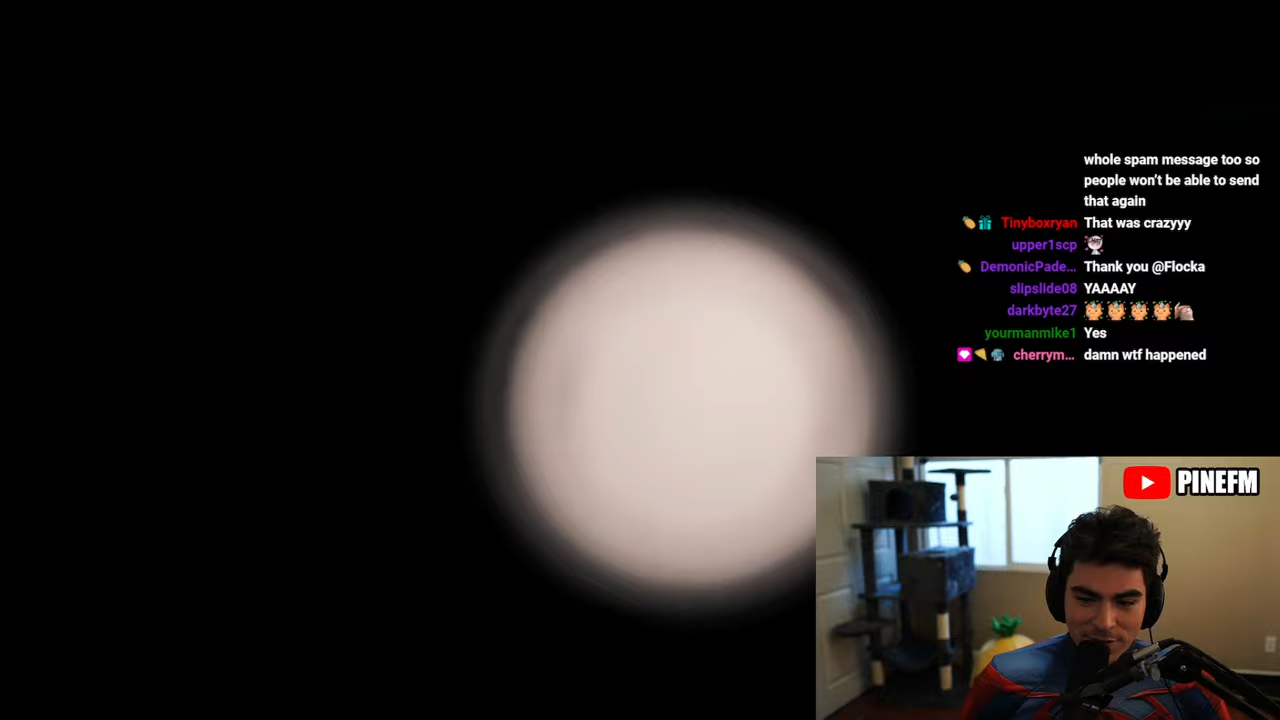 whole spam message too so
people won't be able to send
that again
Tinyboxryan That was crazyyy
upper1scp
DemonicPade... Thank you @Flocka
slipslide08 YAAAAY
darkbyte27
yourmanmike1 Yes
cherrym... damn wtf happened
PINEFM